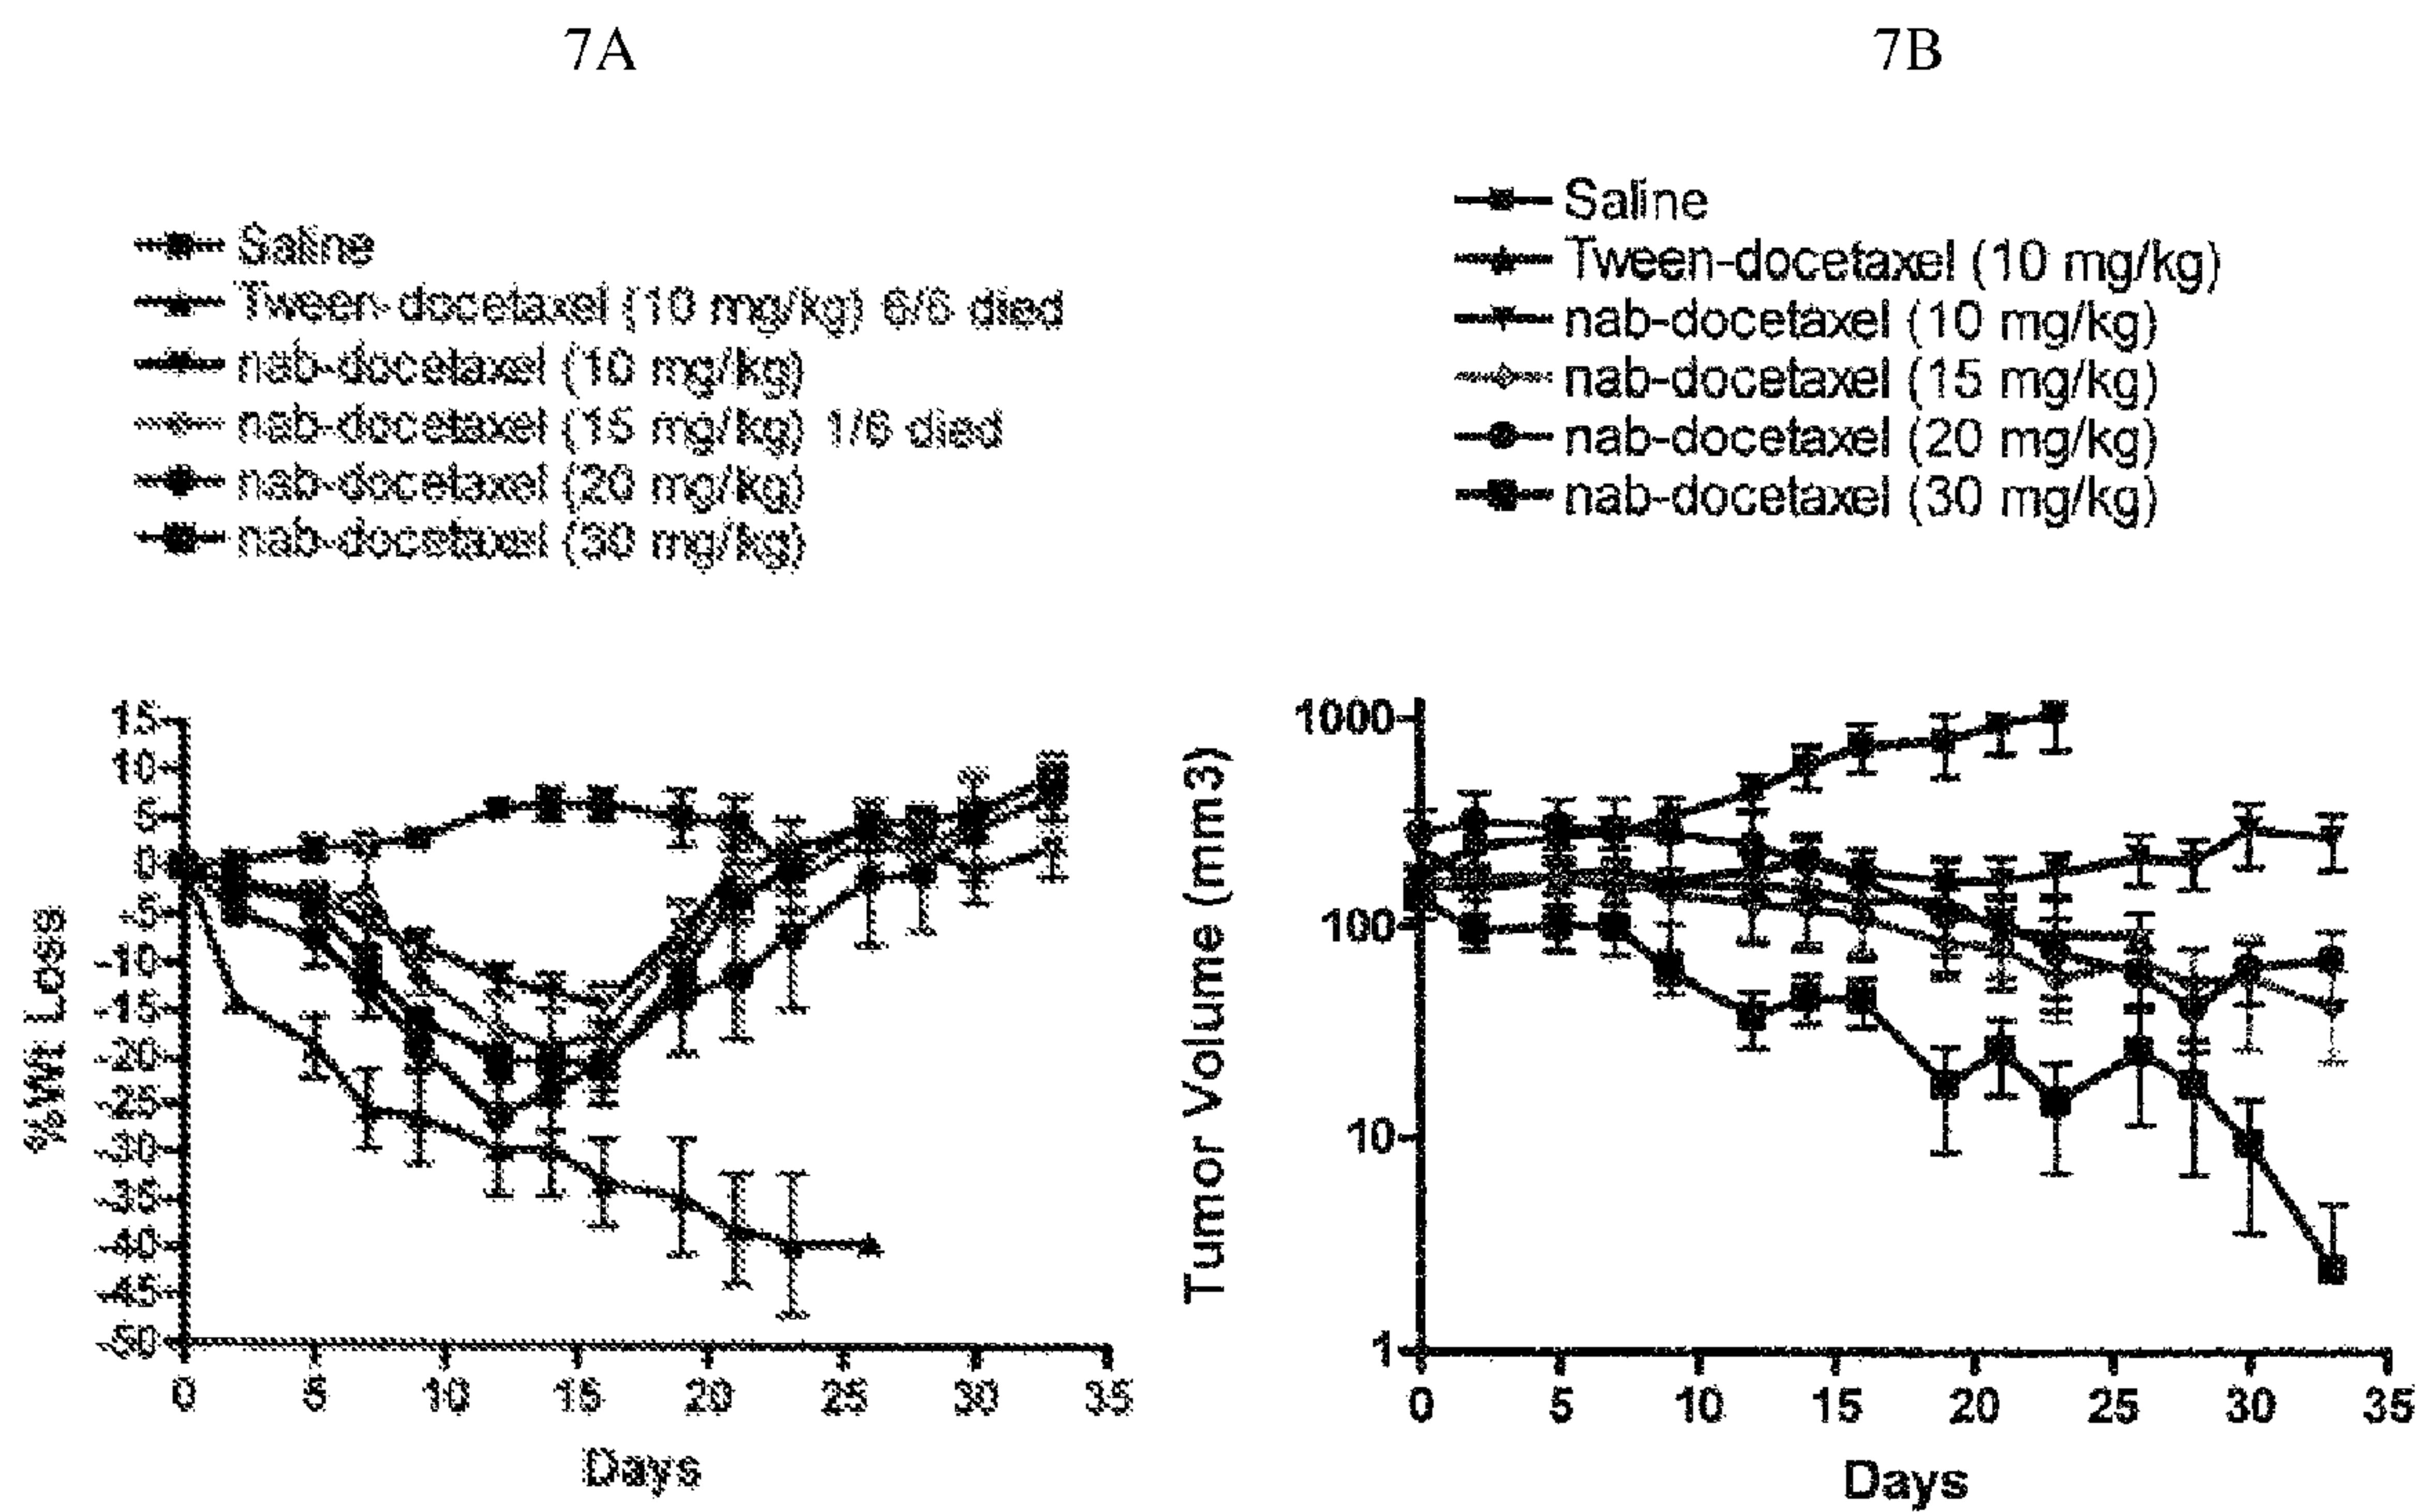 7A
7B
Saline
Tween-docetaxel (10 mg/kg) 6/6 died
nab-docetaxel (10 mg/kg)
nab-docetaxel (15 mg/kg) 1/6 died
nab-docetaxel (20 mg/kg)
nab-docetaxel (30 mg/kg)
Saline
Tween-docetaxel (10 mg/kg)
nab-docetaxel (10 mg/kg)
nab-docetaxel (15 mg/kg)
nab-docetaxel (20 mg/kg)
nab-docetaxel (30 mg/kg)
%Wt Loss
15
10
5
0
-5
-10
-15
-20
-25
-30
-35
-40
-45
-50
0 5 10 15 20 25 30 35
Days
Tumor Volume (mm3)
1000
100
10
1
0 5 10 15 20 25 30 35
Days